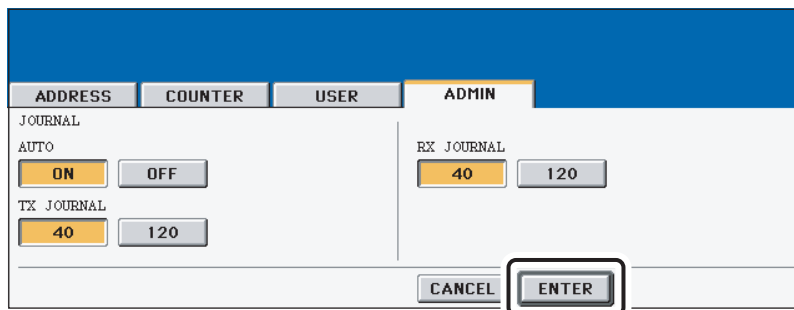 ADDRESS COUNTER USER ADMIN
JOURNAL
AUTO
ON OFF
TX JOURNAL
40 120
RX JOURNAL
40 120
CANCEL ENTER